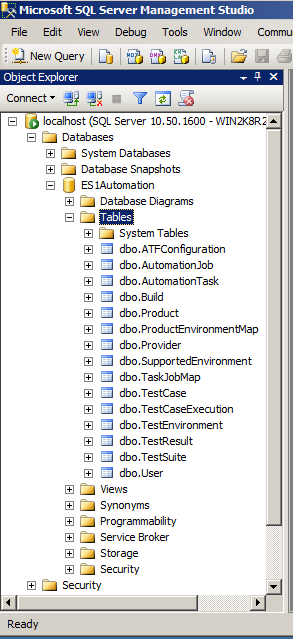 Microsoft SQL Server Management Studio
File Edit View Debug Tools Window
New Query
Object Explorer
Connect
localhost (SQL Server 10.50.1600 - WIN2K8R2
Databases
System Databases
Database Snapshots
ES1Automation
Database Diagrams
Tables
System Tables
dbo.ATFConfiguration
dbo.AutomationJob
dbo.AutomationTask
dbo.Build
dbo.Product
dbo.ProductEnvironmentMap
dbo.Provider
dbo.SupportedEnvironment
dbo.TaskJobMap
dbo.TestCase
dbo.TestCaseExecution
dbo.TestEnvironment
dbo.TestResult
dbo.TestSuite
dbo.User
Views
Synonyms
Programmability
Service Broker
Storage
Security
Security
Ready